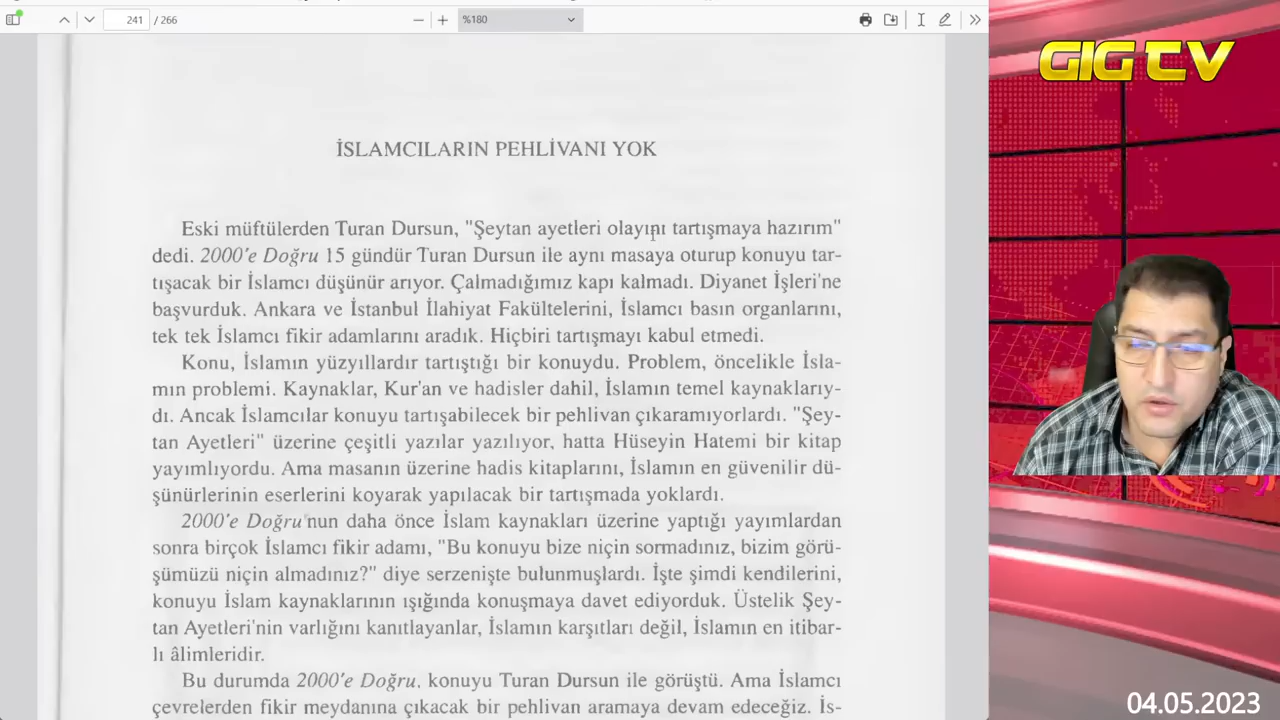 241 / 266
%180
GIG TV
İSLAMCILARIN PEHLİVANI YOK
Eski müftülerden Turan Dursun, "Şeytan ayetleri olayını tartışmaya hazırım"
dedi. 2000'e Doğru 15 gündür Turan Dursun ile aynı masaya oturup konuyu tar-
tışacak bir İslamcı düşünür arıyor. Çalmadığımız kapı kalmadı. Diyanet İşleri'ne
başvurduk. Ankara ve İstanbul İlahiyat Fakültelerini, İslamcı basın organlarını,
tek tek İslamcı fikir adamlarını aradık. Hiçbiri tartışmayı kabul etmedi.
Konu, İslamın yüzyıllardır tartıştığı bir konuydu. Problem, öncelikle İsla-
mın problemi. Kaynaklar, Kur'an ve hadisler dahil, İslamın temel kaynaklarıy-
dı. Ancak İslamcılar konuyu tartışabilecek bir pehlivan çıkaramıyorlardı. "Şey-
tan Ayetleri" üzerine çeşitli yazılar yazılıyor, hatta Hüseyin Hatemi bir kitap
yayımlıyordu. Ama masanın üzerine hadis kitaplarını, İslamın en güvenilir dü-
şünürlerinin eserlerini koyarak yapılacak bir tartışmada yoklardı.
2000'e Doğru'nun daha önce İslam kaynakları üzerine yaptığı yayımlardan
sonra birçok İslamcı fikir adamı, "Bu konuyu bize niçin sormadınız, bizim görü-
şümüzü niçin almadınız?" diye serzenişte bulunmuşlardı. İşte şimdi kendilerini,
konuyu İslam kaynaklarının ışığında konuşmaya davet ediyorduk. Üstelik Şey-
tan Ayetleri'nin varlığını kanıtlayanlar, İslamın karşıtları değil, İslamın en itibar-
lı âlimleridir.
Bu durumda 2000'e Doğru, konuyu Turan Dursun ile görüştü. Ama İslamcı
çevrelerden fikir meydanına çıkacak bir pehlivan aramaya devam edeceğiz. İs-
04.05.2023